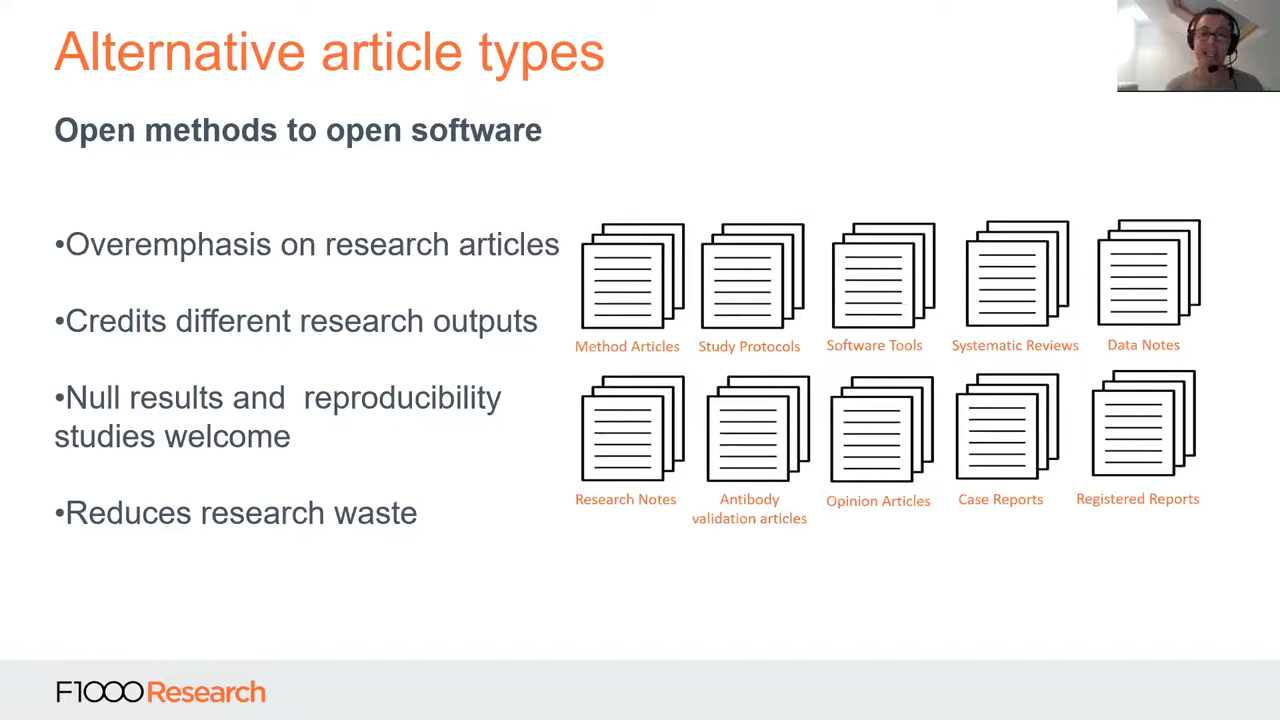 Alternative article types
Open methods to open software
•Overemphasis on research articles
•Credits different research outputs
•Null results and  reproducibility
studies welcome
•Reduces research waste
Method Articles
Study Protocols
Software Tools
Systematic Reviews
Data Notes
Research Notes
Antibody
validation articles
Opinion Articles
Case Reports
Registered Reports
F1000Research